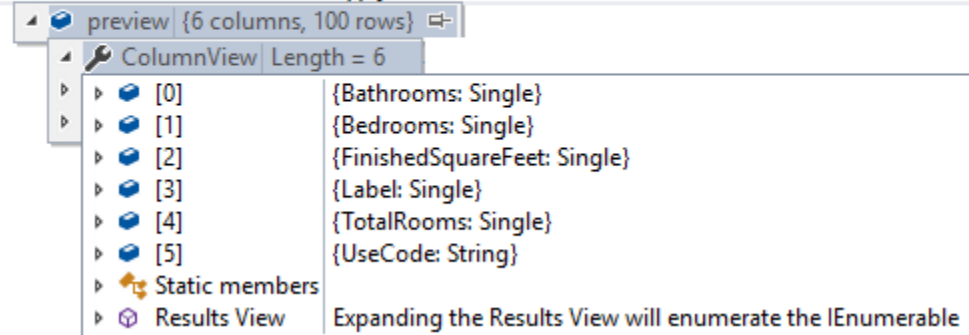 preview {6 columns, 100 rows}
ColumnView Length = 6
[0] {Bathrooms: Single}
[1] {Bedrooms: Single}
[2] {FinishedSquareFeet: Single}
[3] {Label: Single}
[4] {TotalRooms: Single}
[5] {UseCode: String}
Static members
Results View Expanding the Results View will enumerate the IEnumerable